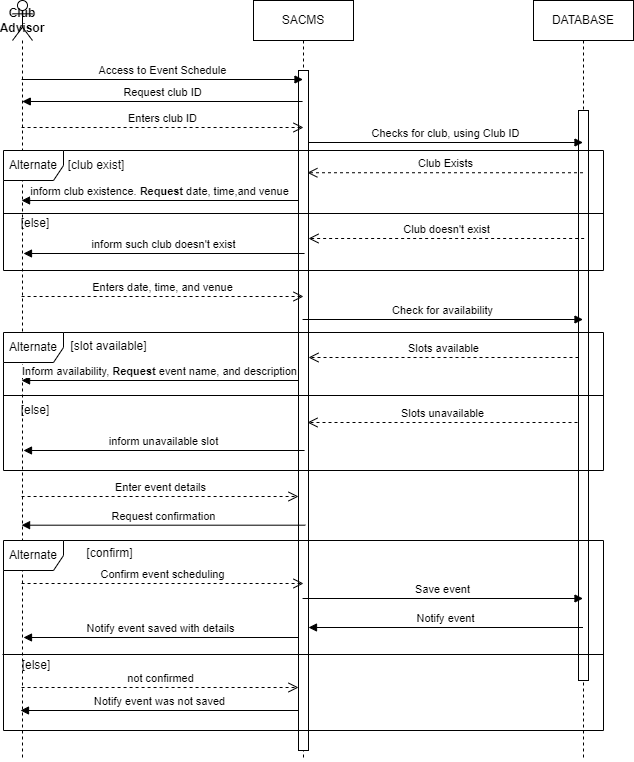 Club
Advisor
SACMS
DATABASE
Access to Event Schedule
Request club ID
Enters club ID
Checks for club, using Club ID
Alternate
[club exist]
Club Exists
inform club existence. Request date, time,and venue
[else]
Club doesn't exist
inform such club doesn't exist
Enters date, time, and venue
Check for availability
Alternate
[slot available]
Slots available
Inform availability, Request event name, and description
[else]
Slots unavailable
inform unavailable slot
Enter event details
Request confirmation
Alternate
[confirm]
Confirm event scheduling
Save event
Notify event
Notify event saved with details
[else]
not confirmed
Notify event was not saved